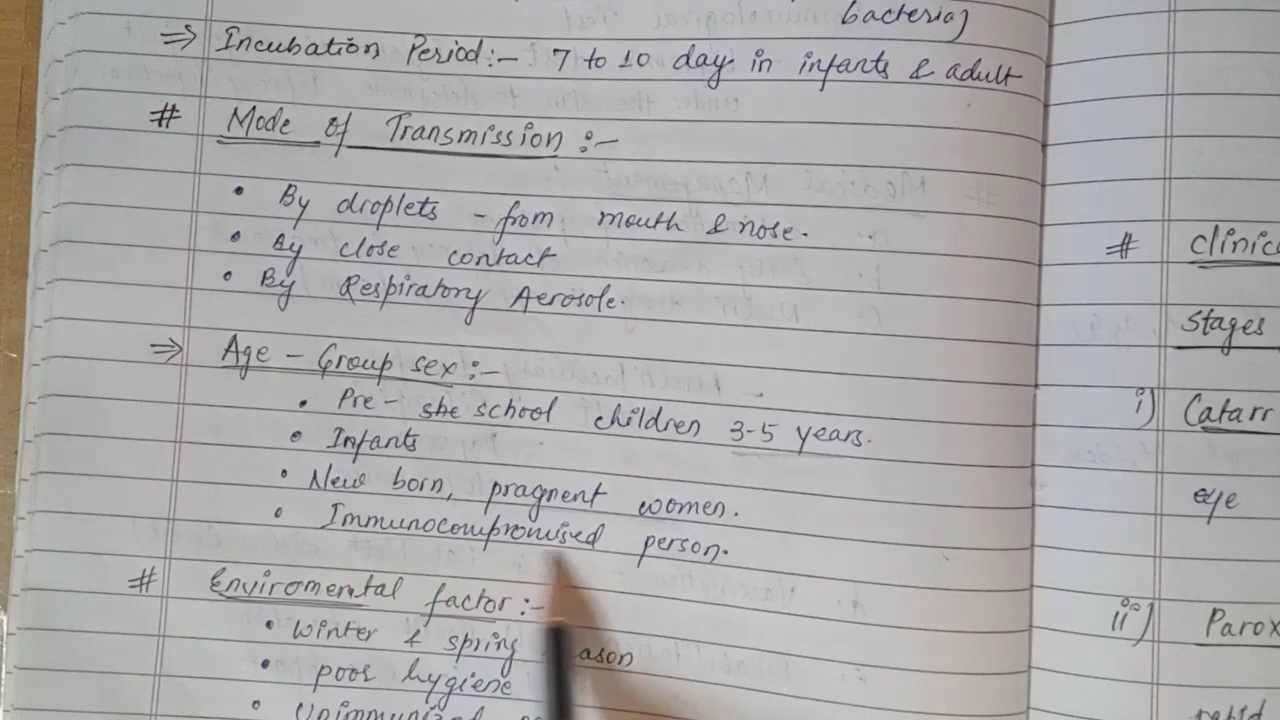 bacteria)
⇒ Incubation Period:- 7 to 10 day in infants & adult
# Mode of Transmission :-
• By droplets - from mouth & nose.
• By close contact
• By Respiratory Aerosole.
⇒ Age - Group sex:-
• Pre- she school children 3-5 years.
• Infants
• New born, pragnent women.
• Immunocompromised person.
# Enviromental factor:-
• Winter & spring ason
• poor hygiene
# Clinic
Stages
i) Catarr
eye
ii) Parox